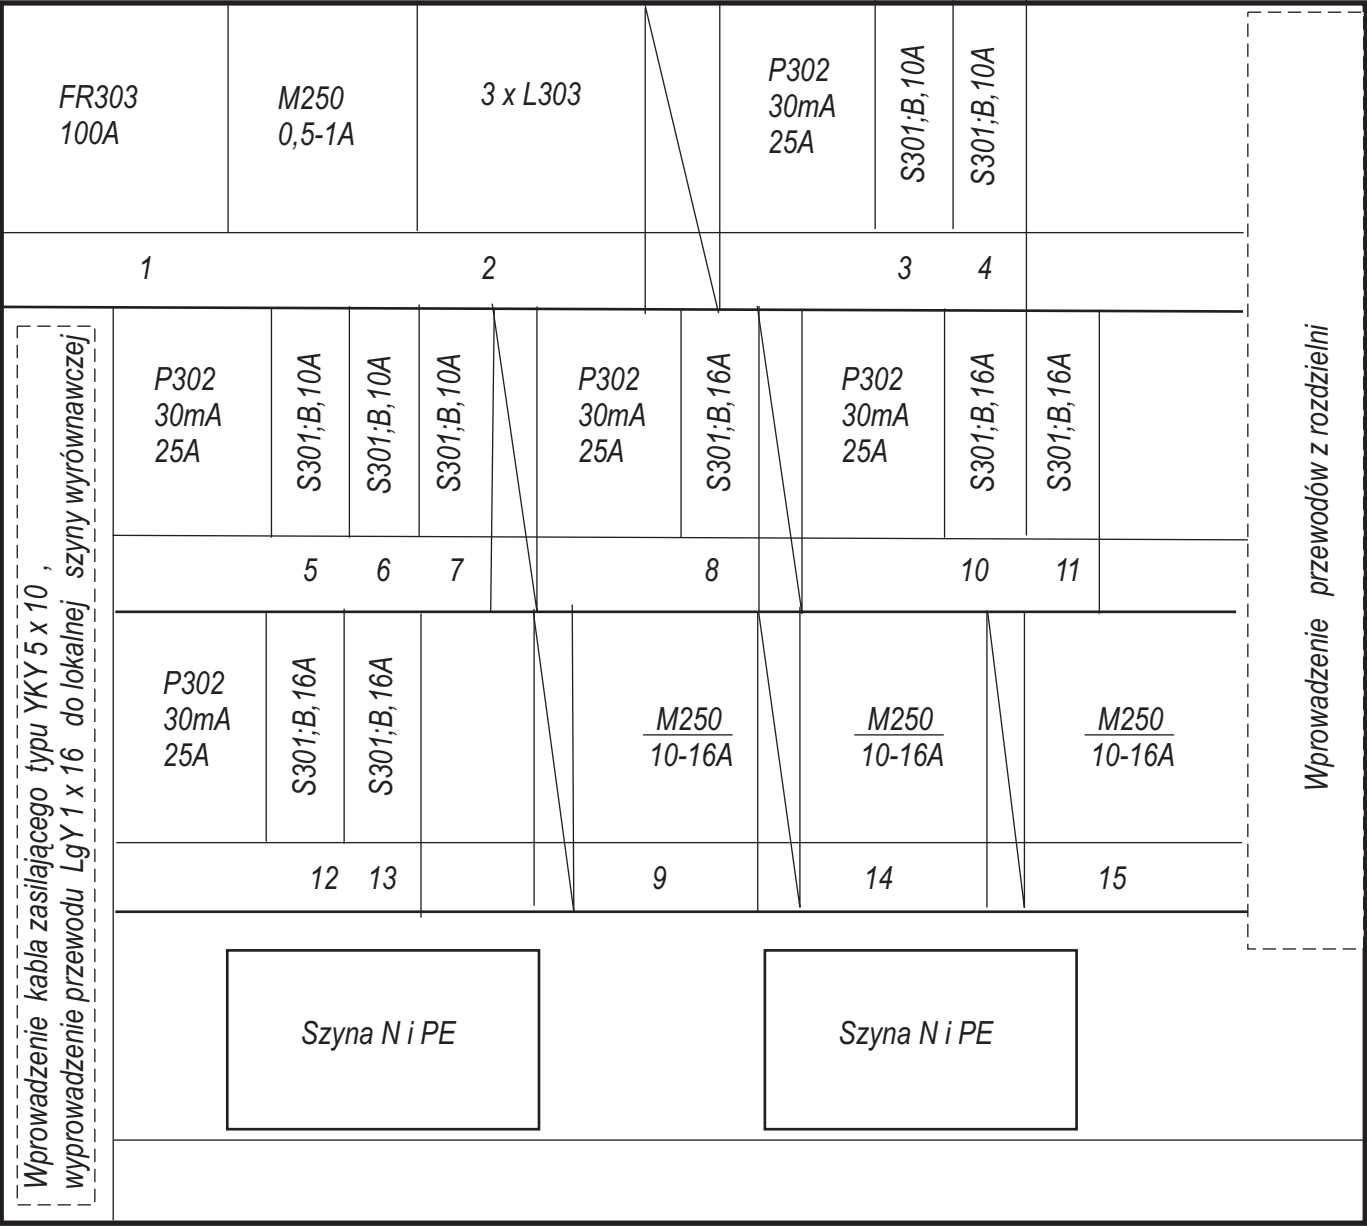 FR303
100A
M250
0,5-1A
3 x L303
P302
30mA
25A
S301;B,10A
S301;B,10A
1
2
3
4
P302
30mA
25A
S301;B,10A
S301;B,10A
S301;B,10A
P302
30mA
25A
S301;B,16A
P302
30mA
25A
S301;B,16A
S301;B,16A
5
6
7
8
10
11
P302
30mA
25A
S301;B,16A
S301;B,16A
M250
10-16A
M250
10-16A
M250
10-16A
12
13
9
14
15
Szyna N i PE
Szyna N i PE
Wprowadzenie kabla zasilającego typu YKY 5 x 10 ,
wyprowadzenie przewodu LgY 1 x 16 do lokalnej szyny wyrównawczej
Wprowadzenie przewodów z rozdzielni